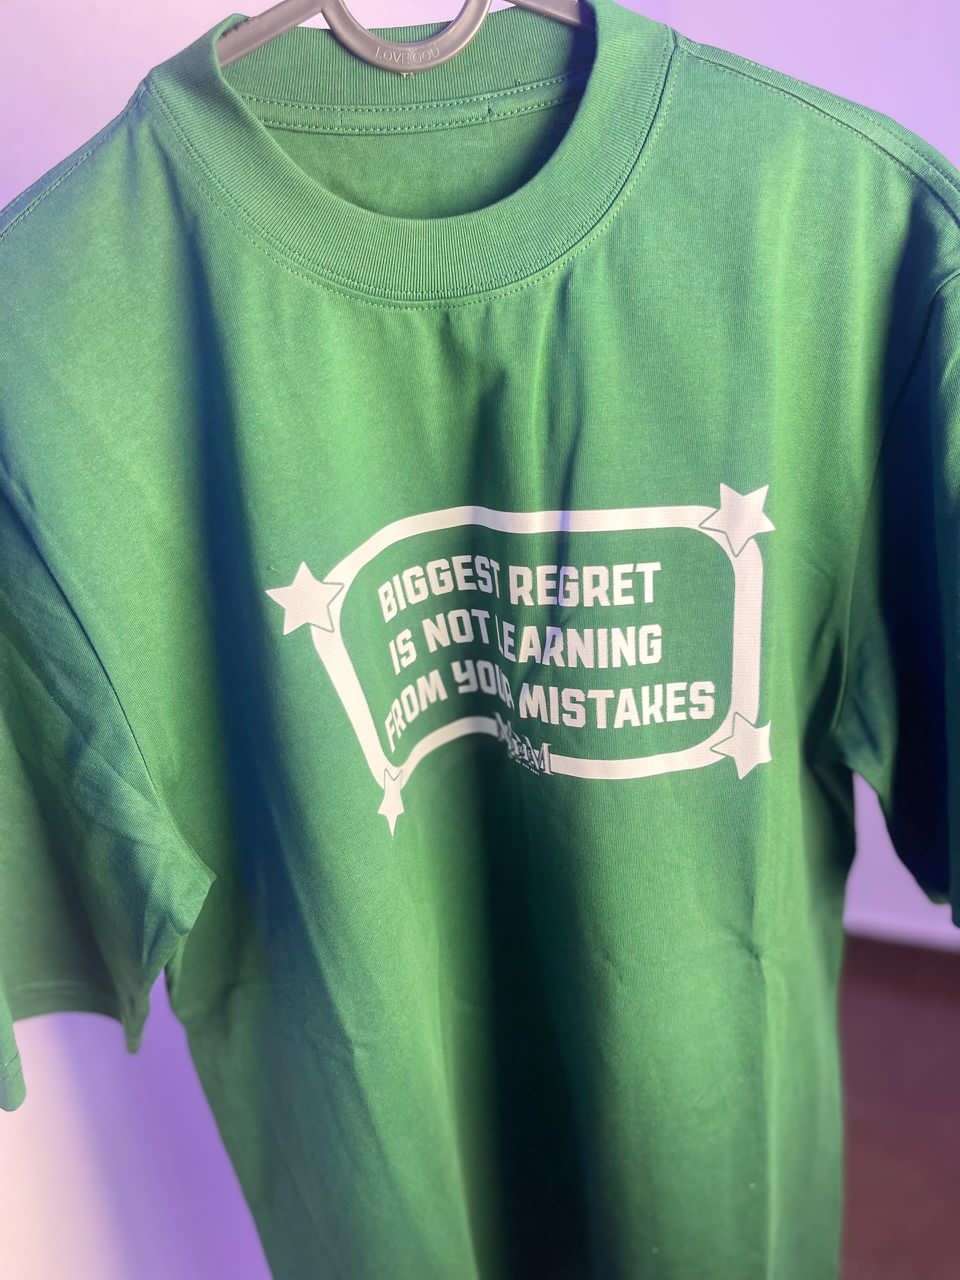 BIGGEST REGRET
IS NOT LEARNING
FROM YOUR MISTAKES